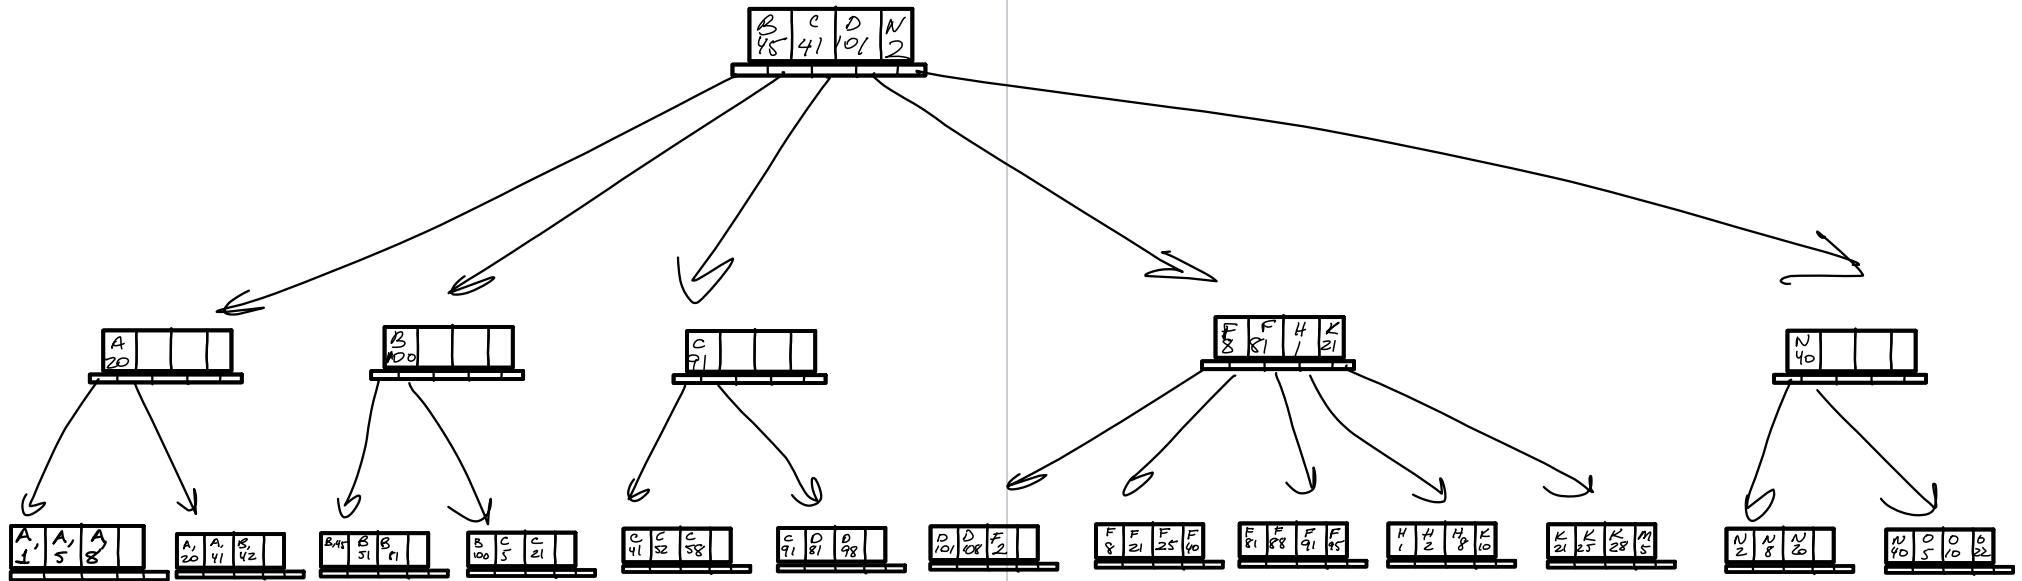 B 45 C 41 D 101 N 2
A 20
B 100
C 91
F 8 F 81 H 1 K 21
N 40
A, 1 A, 5 A, 8
A, 20 A, 41 B, 42
B, 45 B 51 B 81
B 100 C 5 C 21
C 41 C 52 C 58
C 91 D 81 D 98
D 101 D 108 F 2
F 8 F 21 F 25 F 40
F 81 F 88 F 91 F 95
H 1 H 2 H 8 K 10
K 21 K 25 K 28 M 5
N 2 N 8 N 20
N 40 O 5 O 10 O 22